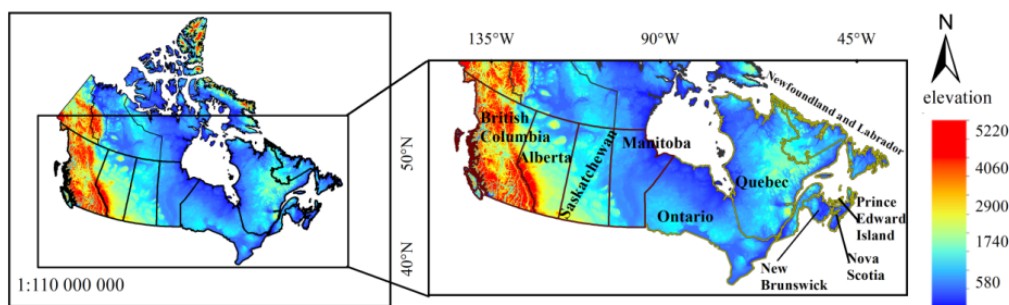 135°W
90°W
45°W
N
elevation
5220
4060
2900
1740
580
50°N
40°N
British
Columbia
Alberta
Saskatchewan
Manitoba
Ontario
Quebec
Newfoundland and Labrador
Prince
Edward
Island
Nova
Scotia
New
Brunswick
1:110 000 000